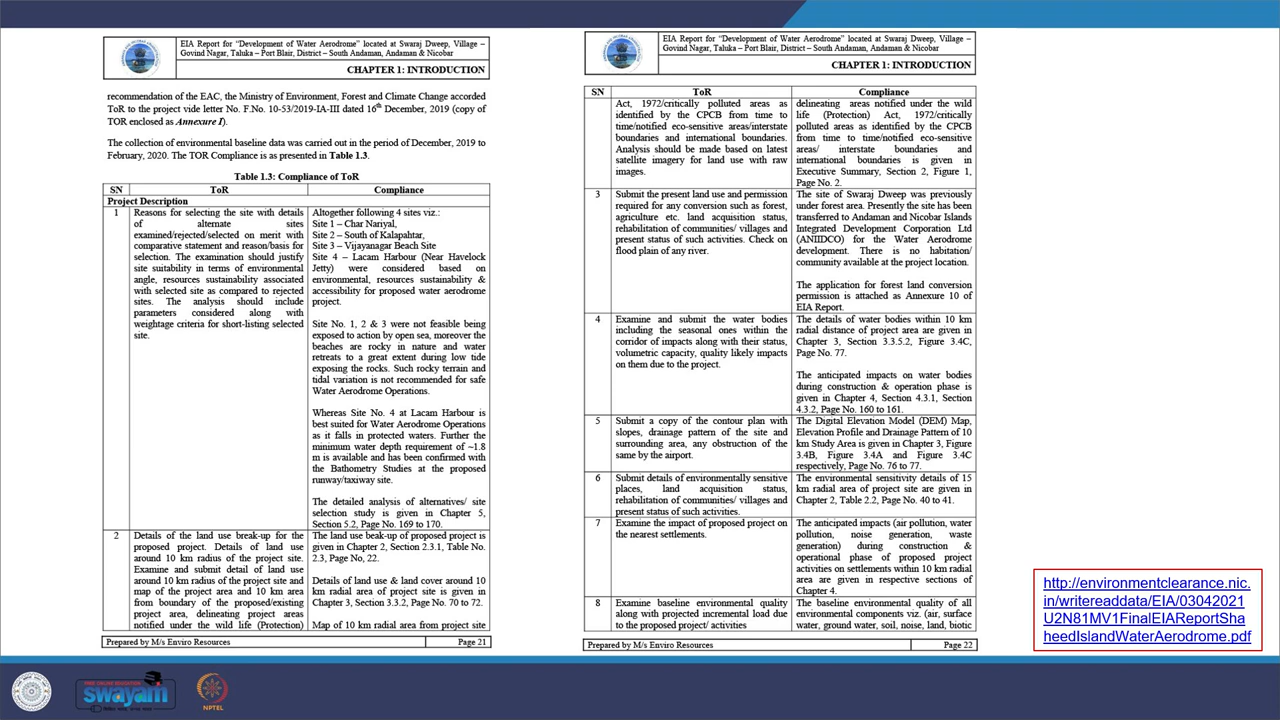 EIA Report for "Development of Water Aerodrome" located at Swaraj Dweep, Village –
Govind Nagar, Taluka – Port Blair, District – South Andaman, Andaman & Nicobar
CHAPTER 1: INTRODUCTION
recommendation of the EAC, the Ministry of Environment, Forest and Climate Change accorded
ToR to the project vide letter No. F.No. 10-53/2019-IA-III dated 16th December, 2019 (copy of
TOR enclosed as Annexure I).
The collection of environmental baseline data was carried out in the period of December, 2019 to
February, 2020. The TOR Compliance is as presented in Table 1.3.
Table 1.3: Compliance of ToR
SN ToR Compliance
Project Description
1
Reasons for selecting the site with details
of alternate sites
examined/rejected/selected on merit with
comparative statement and reason/basis for
selection. The examination should justify
site suitability in terms of environmental
angle, resources sustainability associated
with selected site as compared to rejected
sites. The analysis should include
parameters considered along with
weightage criteria for short-listing selected
site.
Altogether following 4 sites viz.:
Site 1 – Char Nariyal,
Site 2 – South of Kalapahtar,
Site 3 – Vijayanagar Beach Site
Site 4 – Lacam Harbour (Near Havelock
Jetty) were considered based on
environmental, resources sustainability &
accessibility for proposed water aerodrome
project.
Site No. 1, 2 & 3 were not feasible being
exposed to action by open sea, moreover the
beaches are rocky in nature and water
retreats to a great extent during low tide
exposing the rocks. Such rocky terrain and
tidal variation is not recommended for safe
Water Aerodrome Operations.
Whereas Site No. 4 at Lacam Harbour is
best suited for Water Aerodrome Operations
as it falls in protected waters. Further the
minimum water depth requirement of ~1.8
m is available and has been confirmed with
the Bathometry Studies at the proposed
runway/taxiway site.
The detailed analysis of alternatives/ site
selection study is given in Chapter 5,
Section 5.2, Page No. 169 to 170.
2
Details of the land use break-up for the
proposed project. Details of land use
around 10 km radius of the project site.
Examine and submit detail of land use
around 10 km radius of the project site and
map of the project area and 10 km area
from boundary of the proposed/existing
project area, delineating project areas
notified under the wild life (Protection)
The land use beak-up of proposed project is
given in Chapter 2, Section 2.3.1, Table No.
2.3, Page No, 22.
Details of land use & land cover around 10
km radial area of project site is given in
Chapter 3, Section 3.3.2, Page No. 70 to 72.
Map of 10 km radial area from project site
Prepared by M/s Enviro Resources Page 21
EIA Report for "Development of Water Aerodrome" located at Swaraj Dweep, Village –
Govind Nagar, Taluka – Port Blair, District – South Andaman, Andaman & Nicobar
CHAPTER 1: INTRODUCTION
SN ToR Compliance
Act, 1972/critically polluted areas as
identified by the CPCB from time to
time/notified eco-sensitive areas/interstate
boundaries and international boundaries.
Analysis should be made based on latest
satellite imagery for land use with raw
images.
delineating areas notified under the wild
life (Protection) Act, 1972/critically
polluted areas as identified by the CPCB
from time to time/notified eco-sensitive
areas/ interstate boundaries and
international boundaries is given in
Executive Summary, Section 2, Figure 1,
Page No. 2.
3
Submit the present land use and permission
required for any conversion such as forest,
agriculture etc. land acquisition status,
rehabilitation of communities/ villages and
present status of such activities. Check on
flood plain of any river.
The site of Swaraj Dweep was previously
under forest area. Presently the site has been
transferred to Andaman and Nicobar Islands
Integrated Development Corporation Ltd
(ANIIDCO) for the Water Aerodrome
development. There is no habitation/
community available at the project location.
The application for forest land conversion
permission is attached as Annexure 10 of
EIA Report.
4
Examine and submit the water bodies
including the seasonal ones within the
corridor of impacts along with their status,
volumetric capacity, quality likely impacts
on them due to the project.
The details of water bodies within 10 km
radial distance of project area are given in
Chapter 3, Section 3.3.5.2, Figure 3.4C,
Page No. 77.
The anticipated impacts on water bodies
during construction & operation phase is
given in Chapter 4, Section 4.3.1, Section
4.3.2, Page No. 160 to 161.
5
Submit a copy of the contour plan with
slopes, drainage pattern of the site and
surrounding area, any obstruction of the
same by the airport.
The Digital Elevation Model (DEM) Map,
Elevation Profile and Drainage Pattern of 10
km Study Area is given in Chapter 3, Figure
3.4B, Figure 3.4A and Figure 3.4C
respectively, Page No. 76 to 77.
6
Submit details of environmentally sensitive
places, land acquisition status,
rehabilitation of communities/ villages and
present status of such activities.
The environmental sensitivity details of 15
km radial area of project site are given in
Chapter 2, Table 2.2, Page No. 40 to 41.
7
Examine the impact of proposed project on
the nearest settlements.
The anticipated impacts (air pollution, water
pollution, noise generation, waste
generation) during construction &
operational phase of proposed project
activities on settlements within 10 km radial
area are given in respective sections of
Chapter 4.
8
Examine baseline environmental quality
along with projected incremental load due
to the proposed project/ activities
The baseline environmental quality of all
environmental components viz. (air, surface
water, ground water, soil, noise, land, biotic
Prepared by M/s Enviro Resources Page 22
http://environmentclearance.nic.
in/writereaddata/EIA/03042021
U2N81MV1FinalEIAReportSha
heedIslandWaterAerodrome.pdf
swayam
NPTEL